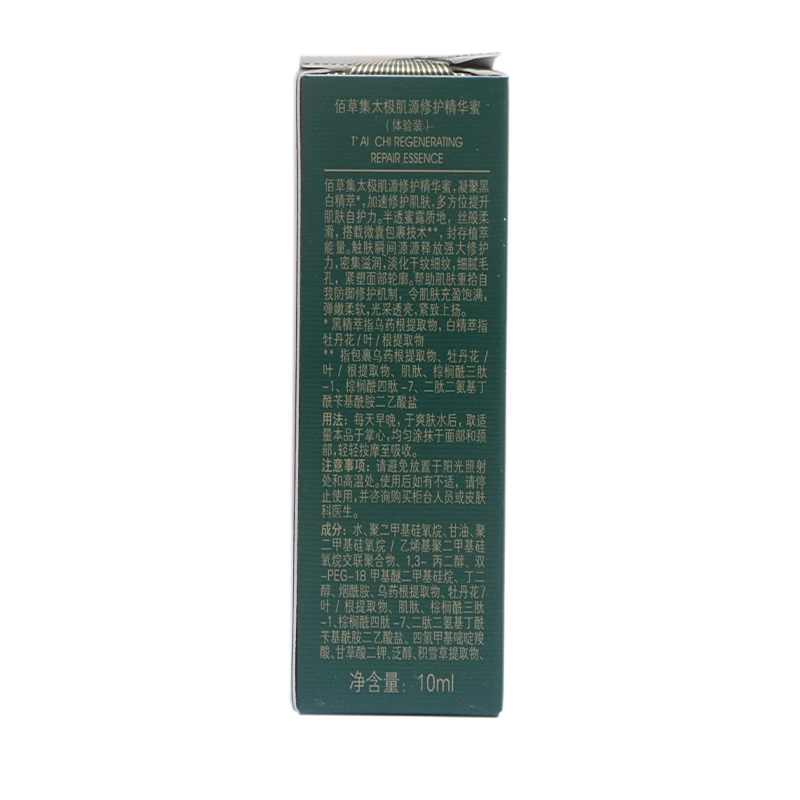 佰草集太极肌源修护精华蜜
(体验装)
T'AI CHI REGENERATING
REPAIR ESSENCE
佰草集太极肌源修护精华蜜,凝聚黑
白精萃*,加速修护肌肤,多方位提升
肌肤自护力。半透蜜露质地,丝般柔
滑,搭载微囊包裹技术**,封存植萃
能量。触肤瞬间源源释放强大修护
力,密集滋润,淡化干纹细纹,细腻毛
孔,紧塑面部轮廓。帮助肌肤重拾自
我防御修护机制,令肌肤充盈饱满,
弹嫩柔软,光采透亮,紧致上扬。
*黑精萃指乌药根提取物,白精萃指
牡丹花/叶/根提取物
**指包裹乌药根提取物、牡丹花/
叶/根提取物、肌肽、棕榈酰三肽
-1、棕榈酰四肽-7、二肽二氨基丁
酰苄基酰胺二乙酸盐
用法:每天早晚,于爽肤水后,取适
量本品于掌心,均匀涂抹于面部和颈
部,轻轻按摩至吸收。
注意事项:请避免放置于阳光照射
处和高温处。使用后如有不适,请停
止使用,并咨询购买柜台人员或皮肤
科医生。
成分:水、聚二甲基硅氧烷、甘油、聚
二甲基硅氧烷/乙烯基聚二甲基硅
氧烷交联聚合物、1,3-丙二醇、双
-PEG-18 甲基醚二甲基硅烷、丁二
醇、烟酰胺、乌药根提取物、牡丹花/
叶/根提取物、肌肽、棕榈酰三肽
-1、棕榈酰四肽-7、二肽二氨基丁酰
苄基酰胺二乙酸盐、四氢甲基嘧啶羧
酸、甘草酸二钾、泛醇、积雪草提取物、
净含量:10ml